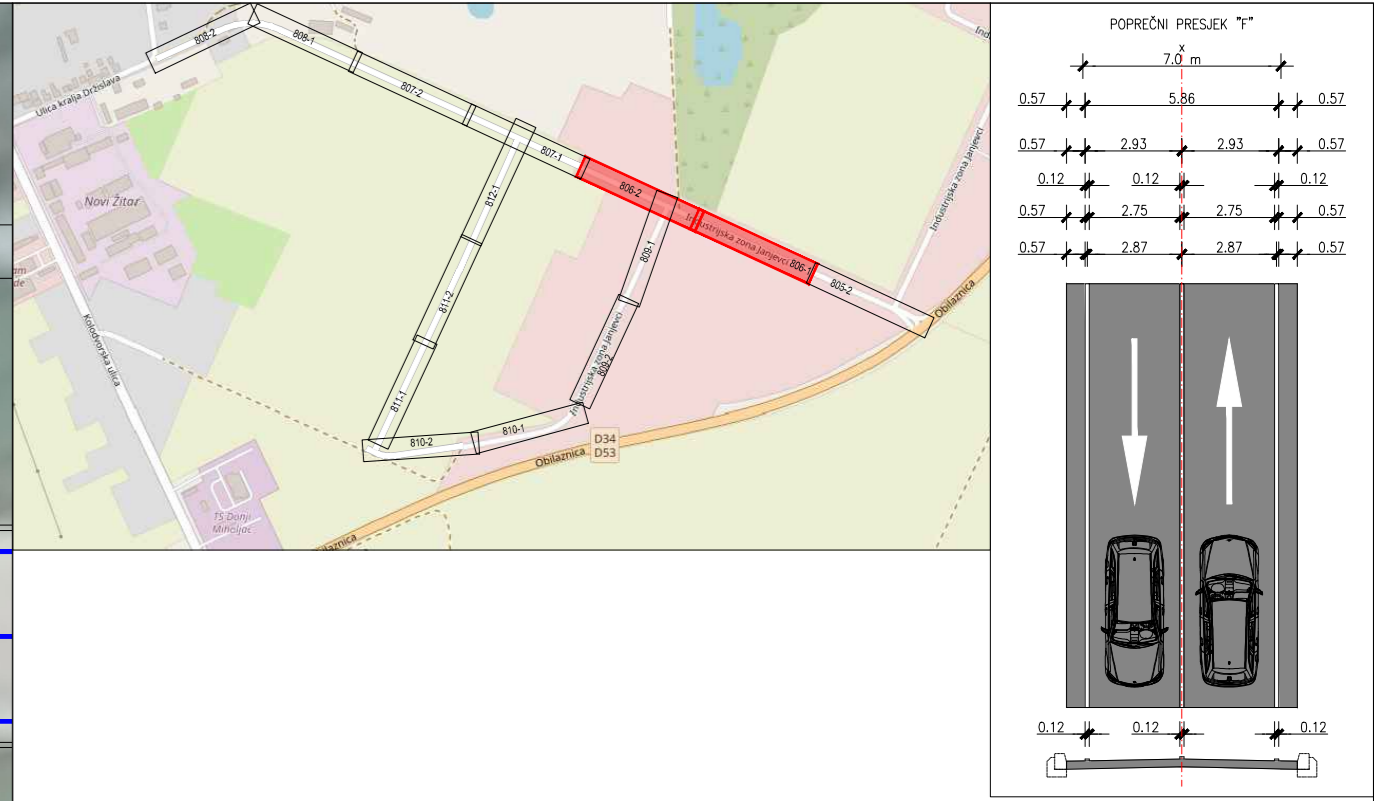 808-2
808-1
Ulica kralja Držislava
807-2
Novi Žitar
807-1
812-1
806-2
Industrijska zona Janjevci
806-1
805-2
Industrijska zona Janjevci
Obilaznica
809-1
811-2
Kolodvorska ulica
Industrijska zona Janjevci
809-2
811-1
810-2
810-1
D34
D53
Obilaznica
TS Donji
Miholjac
POPREČNI PRESJEK "F"
x
7.0 m
0.57 5.86 0.57
0.57 2.93 2.93 0.57
0.12 0.12 0.12
0.57 2.75 2.75 0.57
0.57 2.87 2.87 0.57
0.12 0.12 0.12